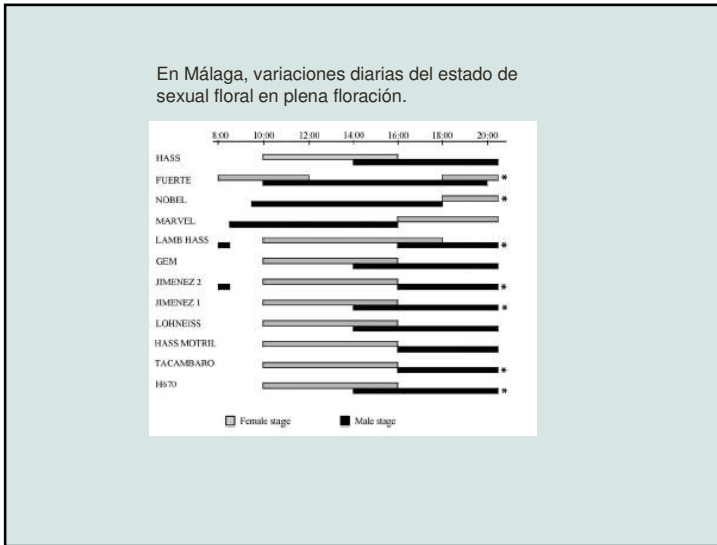 En Málaga, variaciones diarias del estado de
sexual floral en plena floración.
8:00 10:00 12:00 14:00 16:00 18:00 20:00
HASS
FUERTE *
NOBEL *
MARVEL
LAMB HASS *
GEM
JIMENEZ 2 *
JIMENEZ 1 *
LOHNEISS
HASS MOTRIL
TACAMBARO *
H670 *
Female stage Male stage